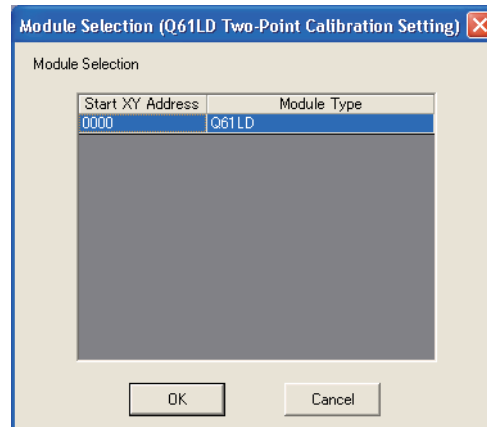 Module Selection (Q61LD Two-Point Calibration Setting)
Module Selection
Start XY Address Module Type
0000 Q61LD
OK Cancel